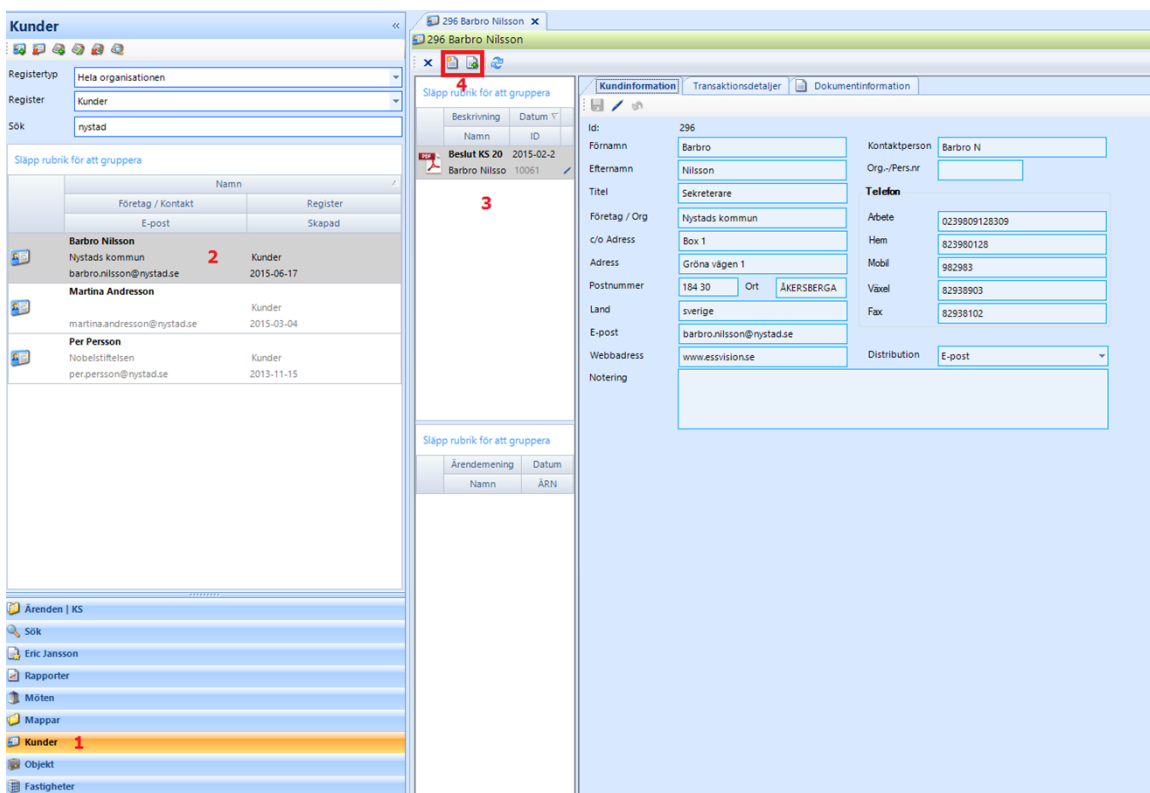 Kunder
«
Registertyp
Hela organisationen
Register
Kunder
Sök
nystad
Släpp rubrik för att gruppera
Namn
Företag / Kontakt
Register
E-post
Skapad
Barbro Nilsson
Nystads kommun
2
Kunder
barbro.nilsson@nystad.se
2015-06-17
Martina Andresson
Kunder
martina.andresson@nystad.se
2015-03-04
Per Persson
Nobelstiftelsen
Kunder
per.persson@nystad.se
2013-11-15
Ärenden | KS
Sök
Eric Jansson
Rapporter
Möten
Mappar
Kunder
1
Objekt
Fastigheter
296 Barbro Nilsson
296 Barbro Nilsson
4
Släpp rubrik för att gruppera
Beskrivning
Datum
Namn
ID
PDF
Beslut KS 20
2015-02-2
Barbro Nilsso
10061
3
Släpp rubrik för att gruppera
Ärendemening
Datum
Namn
ÄRN
Kundinformation
Transaktionsdetaljer
Dokumentinformation
Id:
296
Förnamn
Barbro
Kontaktperson
Barbro N
Efternamn
Nilsson
Org.-/Pers.nr
Titel
Sekreterare
Telefon
Företag / Org
Nystads kommun
Arbete
0239809128309
c/o Adress
Box 1
Hem
823980128
Adress
Gröna vägen 1
Mobil
982983
Postnummer
184 30
Ort
ÅKERSBERGA
Växel
82938903
Land
sverige
Fax
82938102
E-post
barbro.nilsson@nystad.se
Webbadress
www.essvision.se
Distribution
E-post
Notering